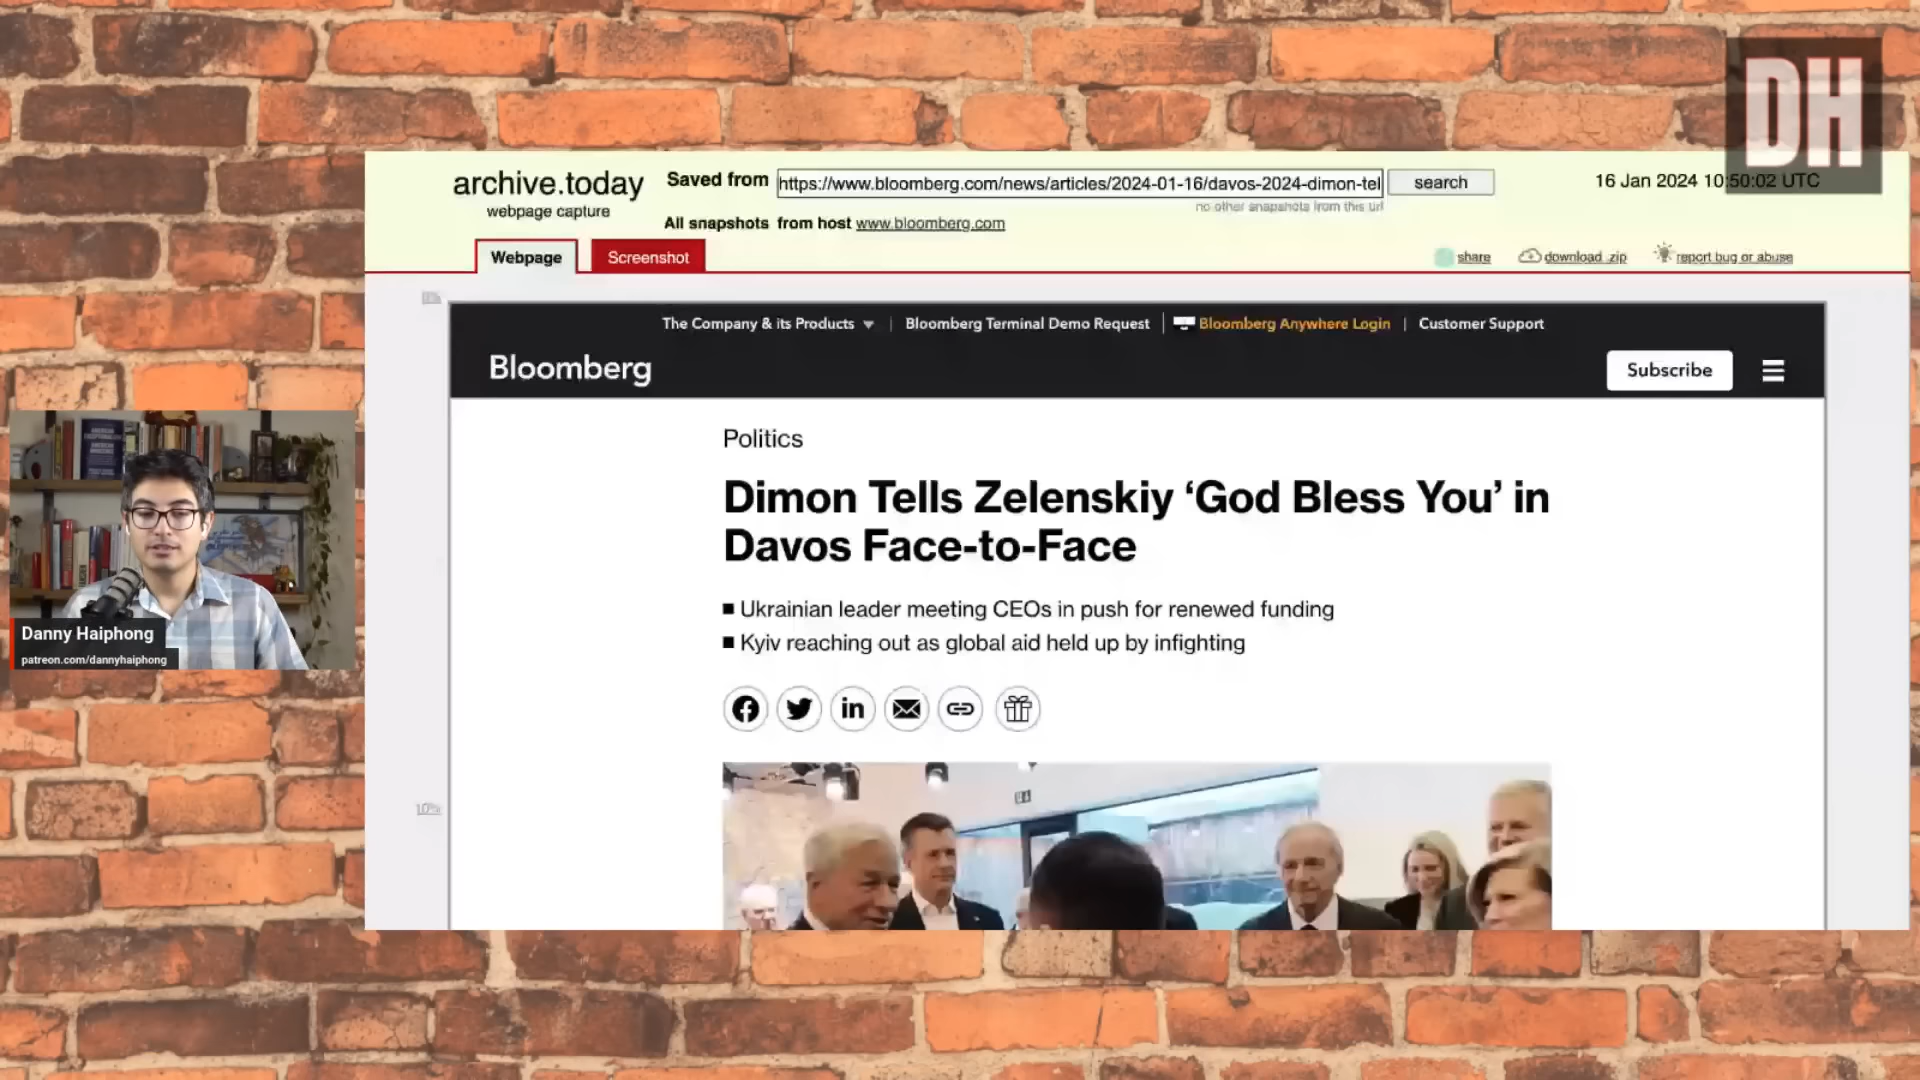 DH
archive.today
webpage capture
Saved from https://www.bloomberg.com/news/articles/2024-01-16/davos-2024-dimon-tel search 16 Jan 2024 10:50:02 UTC
no other snapshots from this url
All snapshots from host www.bloomberg.com
Webpage Screenshot share download .zip report bug or abuse
The Company & its Products | Bloomberg Terminal Demo Request | Bloomberg Anywhere Login | Customer Support
Bloomberg Subscribe
Politics
Dimon Tells Zelenskiy ‘God Bless You’ in
Davos Face-to-Face
Ukrainian leader meeting CEOs in push for renewed funding
Kyiv reaching out as global aid held up by infighting
10%
Danny Haiphong
patreon.com/dannyhaiphong